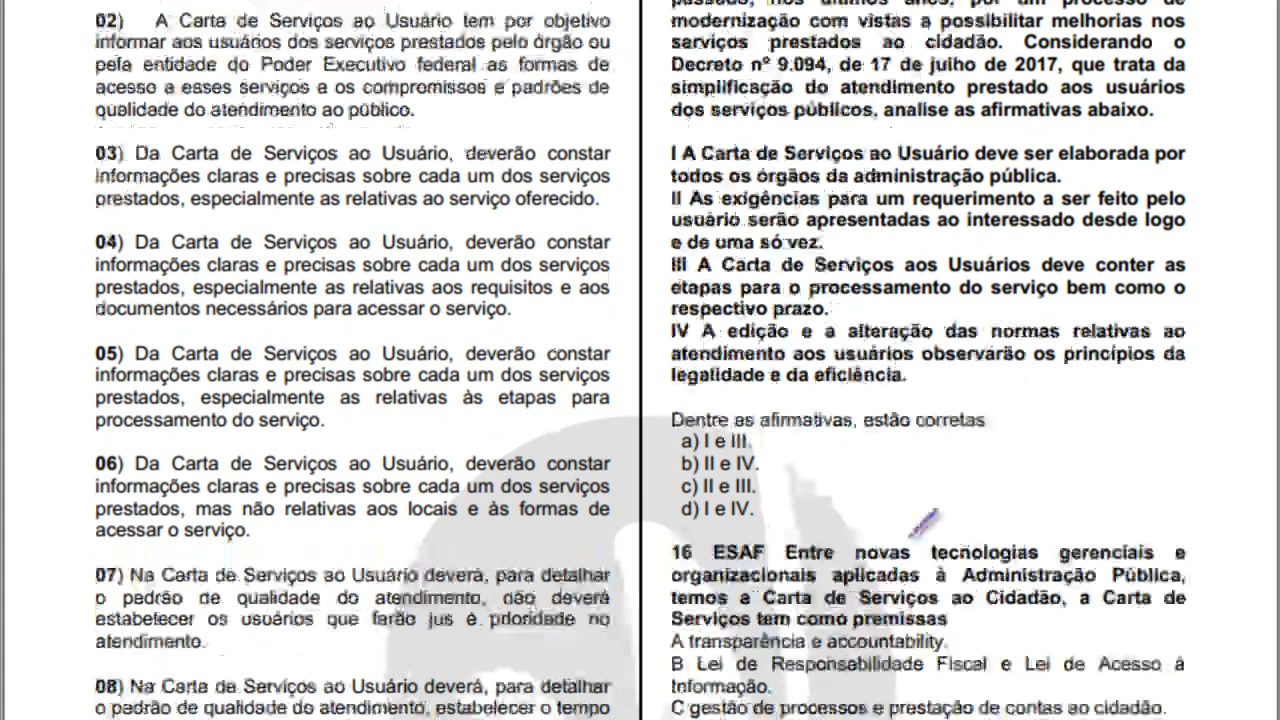 02) A Carta de Serviços ao Usuário tem por objetivo
informar aos usuários dos serviços prestados pelo órgão ou
pela entidade do Poder Executivo federal as formas de
acesso a esses serviços e os compromissos e padrões de
qualidade do atendimento ao público.
03) Da Carta de Serviços ao Usuário, deverão constar
informações claras e precisas sobre cada um dos serviços
prestados, especialmente as relativas ao serviço oferecido.
04) Da Carta de Serviços ao Usuário, deverão constar
informações claras e precisas sobre cada um dos serviços
prestados, especialmente as relativas aos requisitos e aos
documentos necessários para acessar o serviço.
05) Da Carta de Serviços ao Usuário, deverão constar
informações claras e precisas sobre cada um dos serviços
prestados, especialmente as relativas às etapas para
processamento do serviço.
06) Da Carta de Serviços ao Usuário, deverão constar
informações claras e precisas sobre cada um dos serviços
prestados, mas não relativas aos locais e às formas de
acessar o serviço.
07) Na Carta de Serviços ao Usuário deverá, para detalhar
o padrão de qualidade do atendimento, não deverá
estabelecer os usuários que farão jus é prioridade no
atendimento.
08) Na Carta de Serviços ao Usuário deverá, para detalhar
o padrão de qualidade do atendimento, estabelecer o tempo
passado, nos últimos anos, por um processo de
modernização com vistas a possibilitar melhorias nos
serviços prestados ao cidadão. Considerando o
Decreto nº 9.094, de 17 de julho de 2017, que trata da
simplificação do atendimento prestado aos usuários
dos serviços públicos, analise as afirmativas abaixo.
I A Carta de Serviços ao Usuário deve ser elaborada por
todos os órgãos da administração pública.
II As exigências para um requerimento a ser feito pelo
usuário serão apresentadas ao interessado desde logo
e de uma só vez.
III A Carta de Serviços aos Usuários deve conter as
etapas para o processamento do serviço bem como o
respectivo prazo.
IV A edição e a alteração das normas relativas ao
atendimento aos usuários observarão os princípios da
legalidade e da eficiência.
Dentre as afirmativas, estão corretas
a) I e III.
b) II e IV.
c) II e III.
d) I e IV.
16 ESAF Entre novas tecnologias gerenciais e
organizacionais aplicadas à Administração Pública,
temos a Carta de Serviços ao Cidadão, a Carta de
Serviços tem como premissas
A transparência e accountability.
B Lei de Responsabilidade Fiscal e Lei de Acesso à
Informação.
C gestão de processos e prestação de contas ao cidadão.